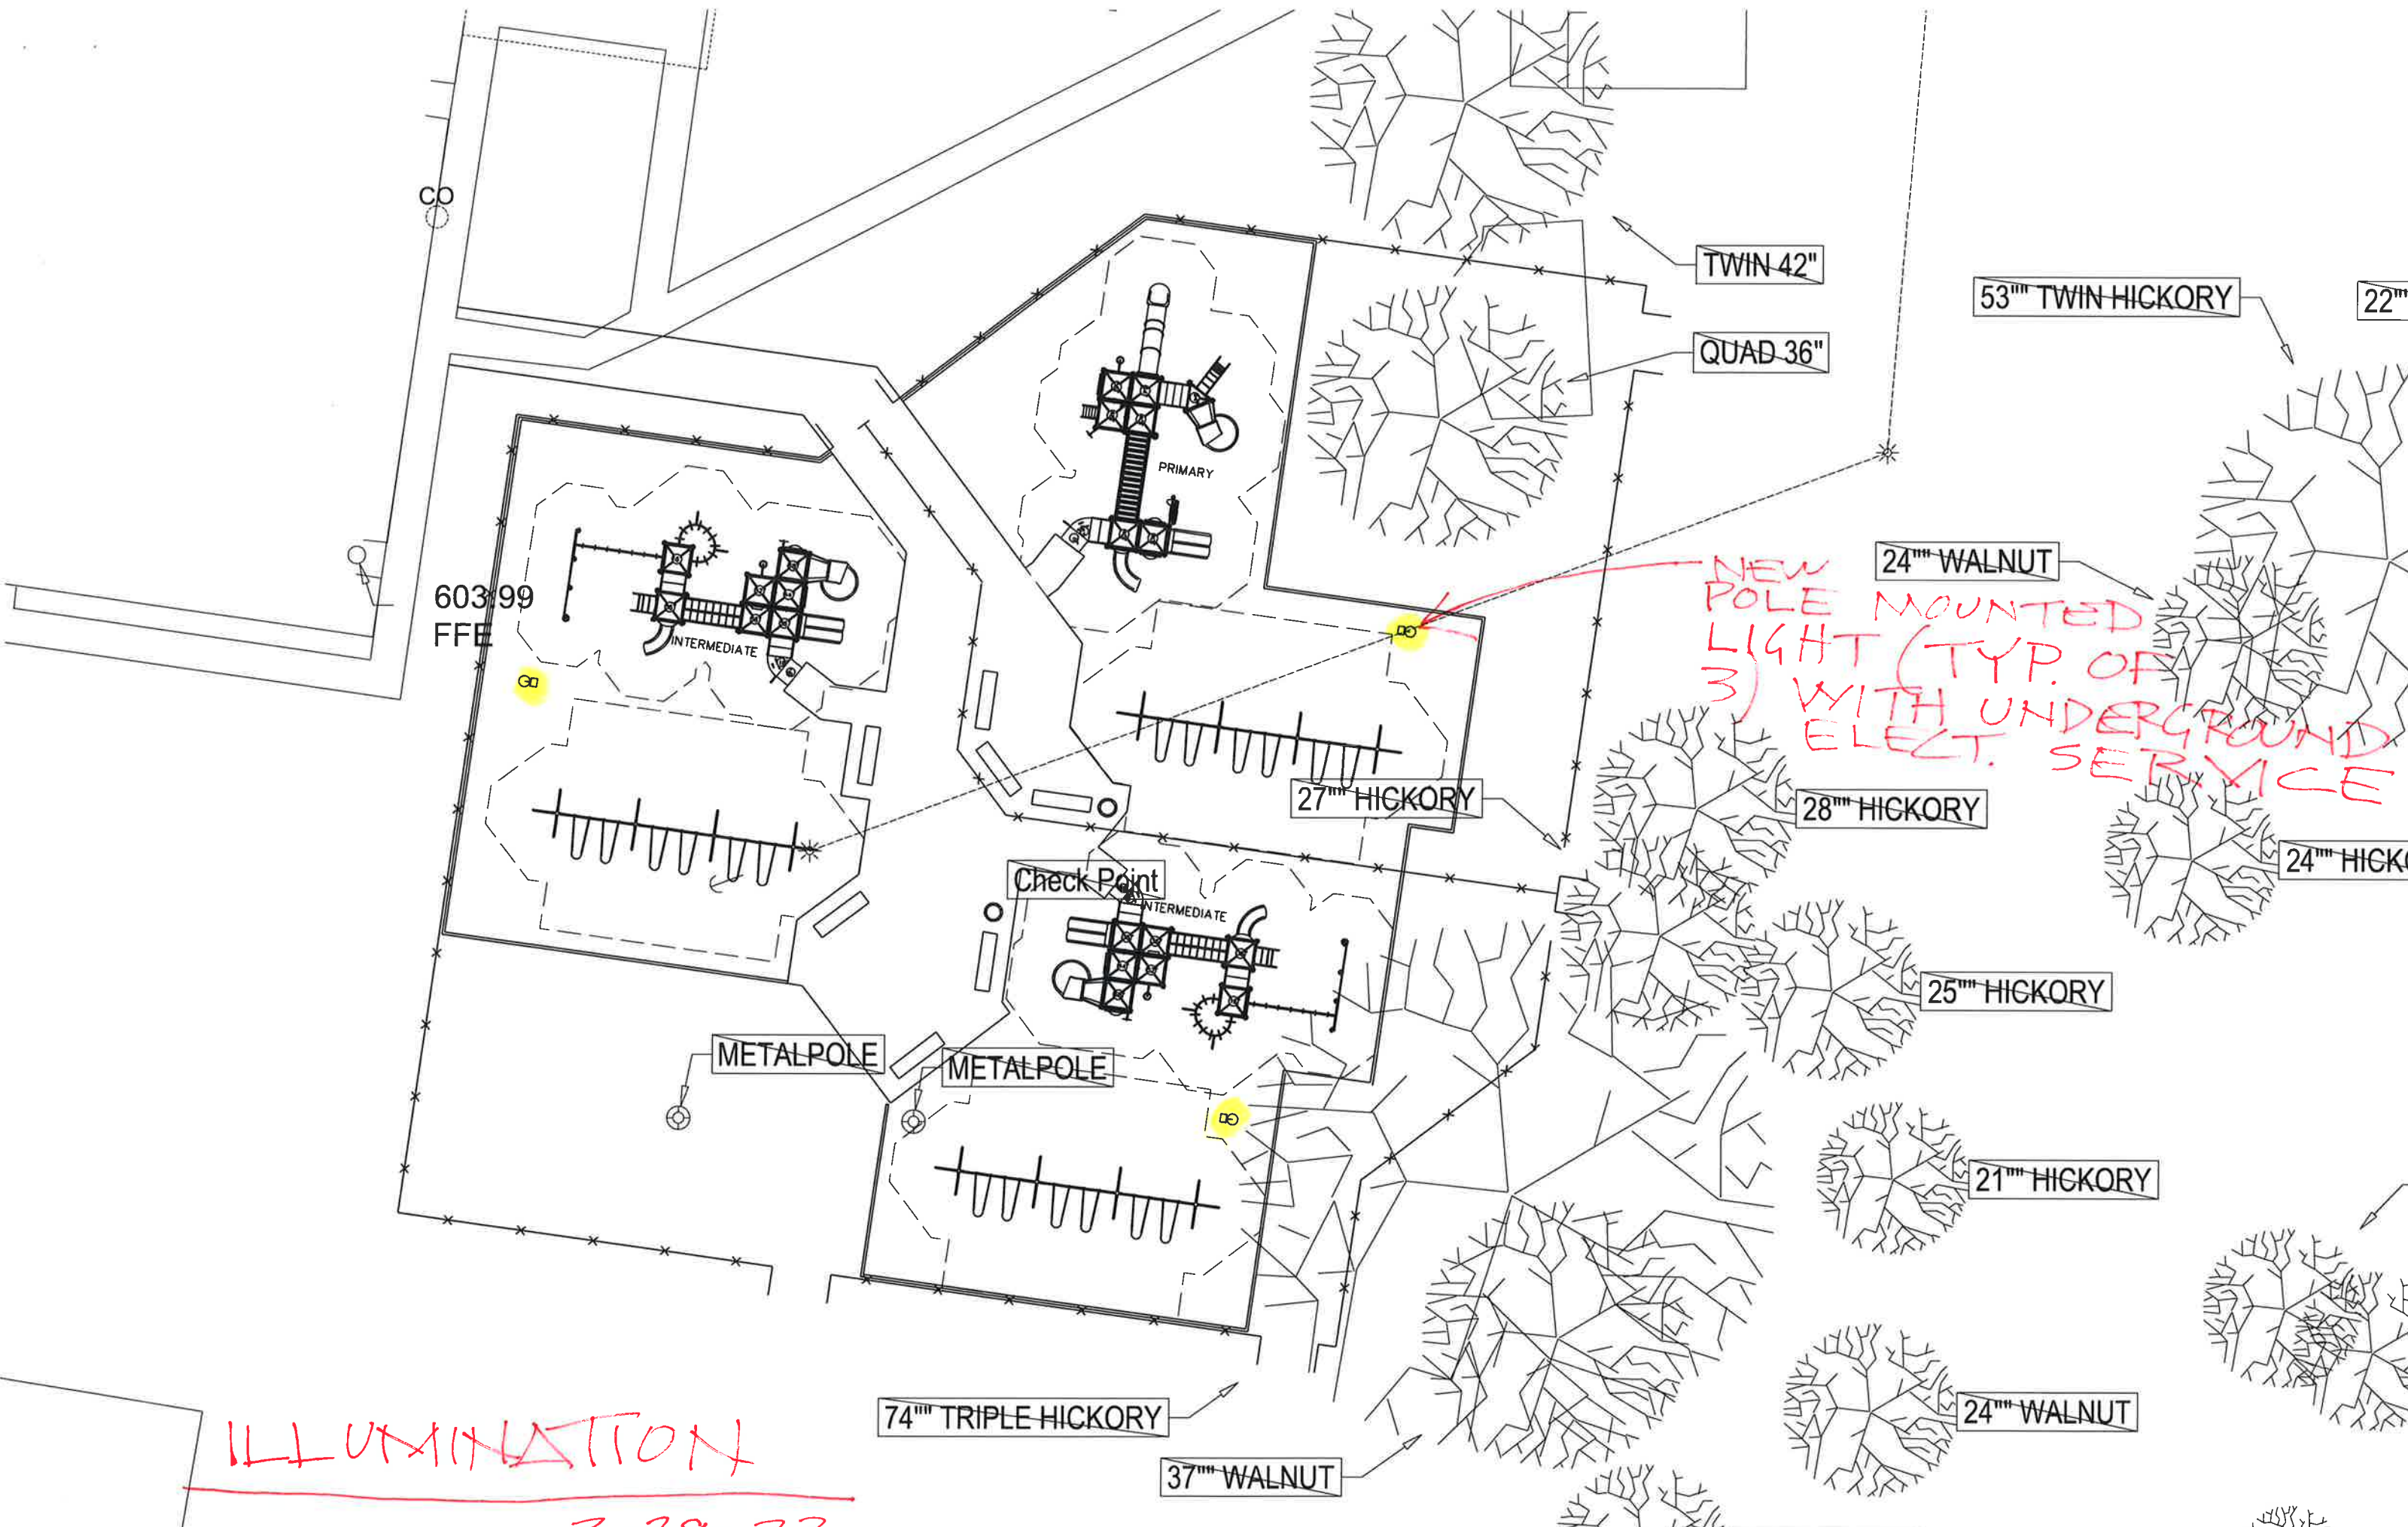 CO
TWIN 42"
53"" TWIN HICKORY
22""
QUAD 36"
PRIMARY
24"" WALNUT
NEW
POLE MOUNTED
LIGHT (TYP. OF
3) WITH UNDERGROUND
ELECT. SERVICE
603.99
FFE
INTERMEDIATE
27"" HICKORY
28"" HICKORY
24""
Check Point
INTERMEDIATE
25"" HICKORY
METALPOLE
METALPOLE
21"" HICKORY
74"" TRIPLE HICKORY
24"" WALNUT
37"" WALNUT
ILLUMINATION